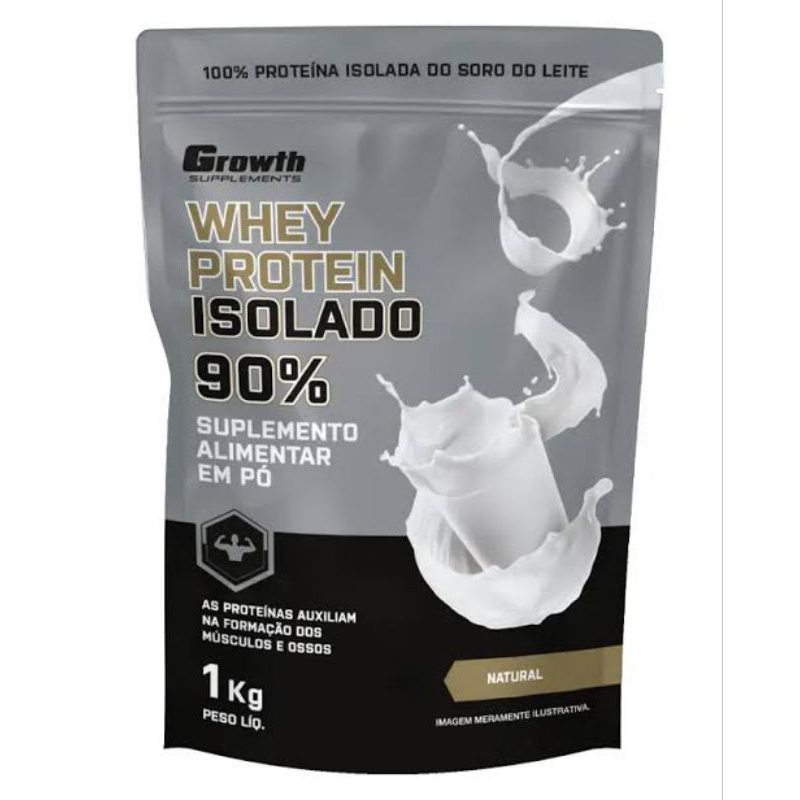 100% PROTEÍNA ISOLADA DO SORO DO LEITE
Growth
SUPPLEMENTS
WHEY
PROTEIN
ISOLADO
90%
SUPLEMENTO
ALIMENTAR
EM PÓ
AS PROTEÍNAS AUXILIAM
NA FORMAÇÃO DOS
MÚSCULOS E OSSOS
1 Kg
PESO LÍQ.
NATURAL
IMAGEM MERAMENTE ILUSTRATIVA.